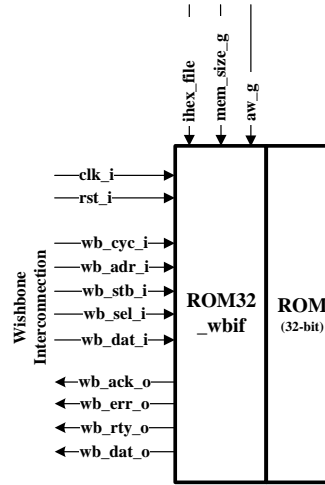 ihex_file
mem_size_g
aw_g
clk_i
rst_i
wb_cyc_i
wb_adr_i
wb_stb_i
wb_sel_i
wb_dat_i
wb_ack_o
wb_err_o
wb_rty_o
wb_dat_o
Wishbone
Interconnection
ROM32
_wbif
ROM
(32-bit)